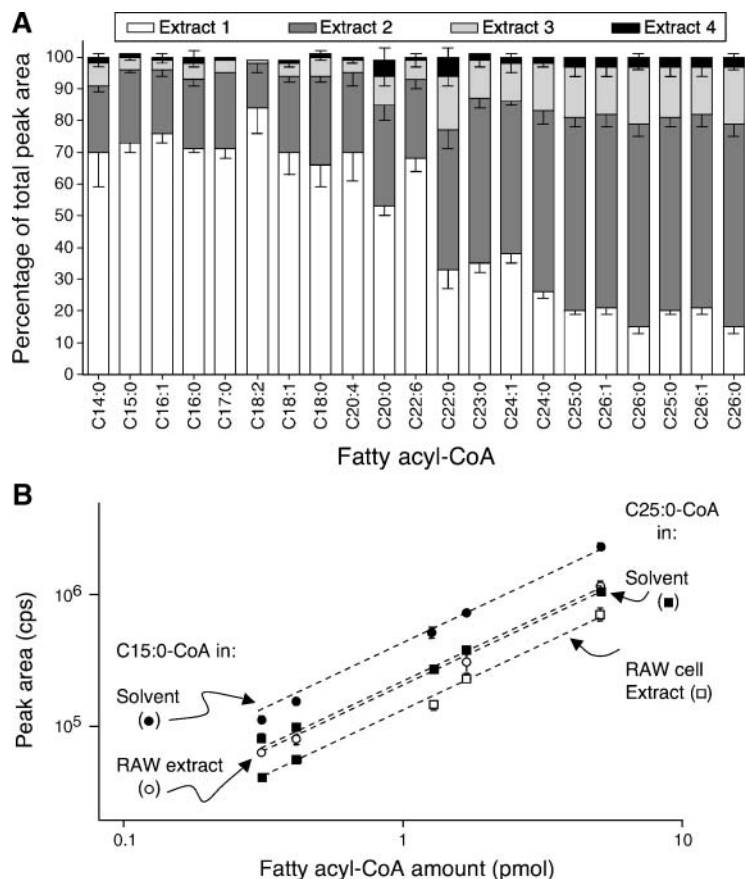 A
Extract 1 Extract 2 Extract 3 Extract 4
Percentage of total peak area
100
90
80
70
60
50
40
30
20
10
0
C14:0
C15:0
C16:1
C16:0
C17:0
C18:2
C18:1
C18:0
C20:4
C20:0
C22:6
C22:0
C23:0
C24:1
C24:0
C25:0
C26:1
C26:0
C25:0
C26:1
C26:0
Fatty acyl-CoA
B
C25:0-CoA
in:
Solvent
(■)
RAW cell
Extract (□)
C15:0-CoA in:
Solvent
(●)
RAW extract
(○)
Peak area (cps)
10⁶
10⁵
0.1 1 10
Fatty acyl-CoA amount (pmol)